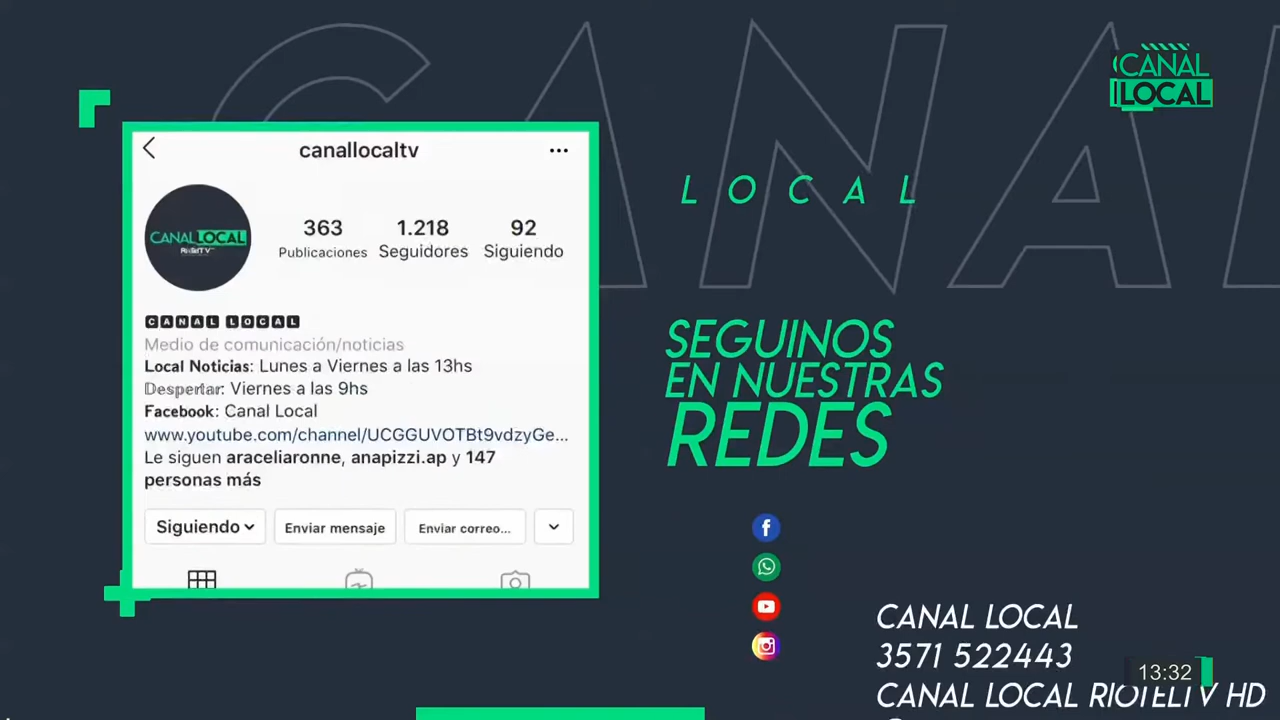 CANAL
CANAL
LOCAL
canallocaltv
...
CANAL LOCAL
RioTelTV
363
Publicaciones
1.218
Seguidores
92
Siguiendo
CANAL LOCAL
Medio de comunicación/noticias
Local Noticias: Lunes a Viernes a las 13hs
Despertar: Viernes a las 9hs
Facebook: Canal Local
www.youtube.com/channel/UCGGUVOTBt9vdzyGe...
Le siguen araceliaronne, anapizzi.ap y 147
personas más
Siguiendo
Enviar mensaje
Enviar correo...
LOCAL
SEGUINOS
EN NUESTRAS
REDES
CANAL LOCAL
3571 522443
13:32
CANAL LOCAL RIOTELTV HD